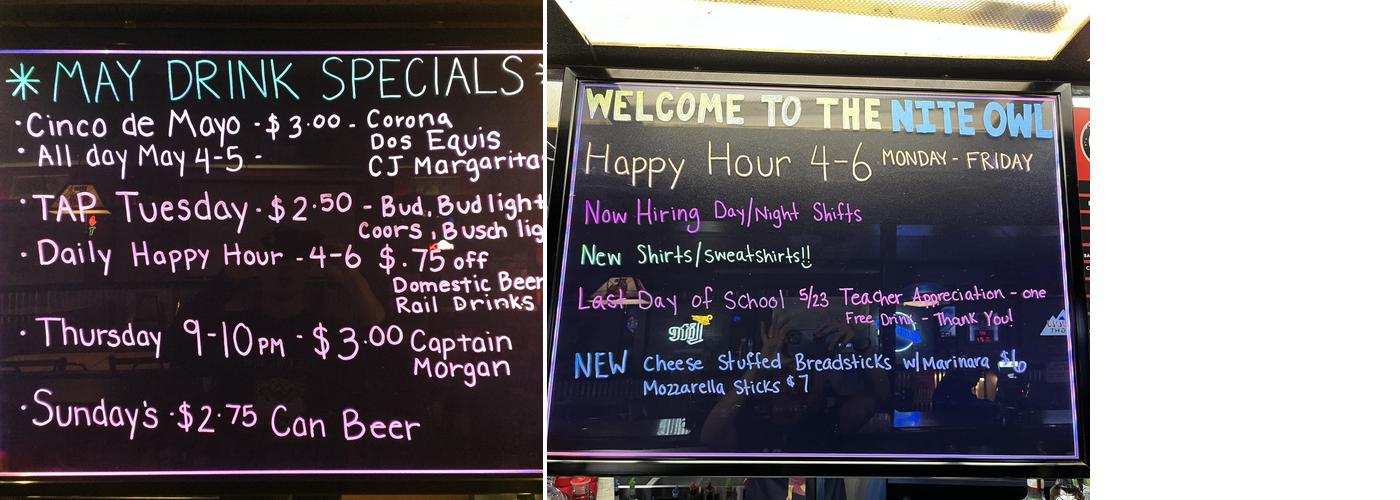 * MAY DRINK SPECIALS *
·Cinco de Mayo - $3.00 - Corona
Dos Equis
· All day May 4-5 - CJ Margarita
· TAP Tuesday - $2.50 - Bud, Bud light
Coors, Busch lig
· Daily Happy Hour - 4-6 $.75 off
Domestic Beer
Rail Drinks
· Thursday 9-10PM - $3.00 Captain
Morgan
· Sunday's · $2.75 Can Beer
WELCOME TO THE NITE OWL
Happy Hour 4-6 MONDAY - FRIDAY
Now Hiring Day/Night Shifts
New Shirts/sweatshirts!!
Last Day of School 5/23 Teacher Appreciation - one
Free Drink - Thank You!
NEW Cheese Stuffed Breadsticks w/Marinara $6
Mozzarella Sticks $7